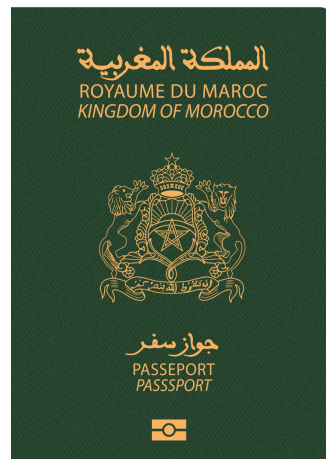 المملكة المغربية
ROYAUME DU MAROC
KINGDOM OF MOROCCO
جواز سفر
PASSEPORT
PASSSPORT